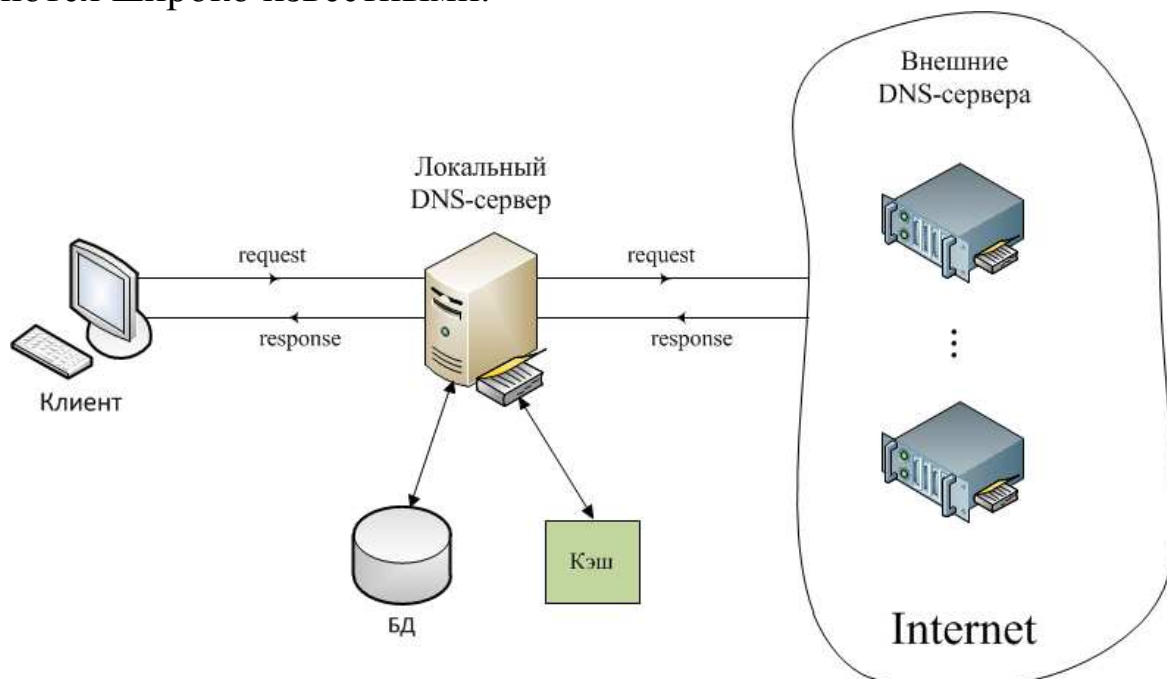 Внешние
DNS-сервера
Локальный
DNS-сервер
request
request
response
response
Клиент
Кэш
БД
Internet